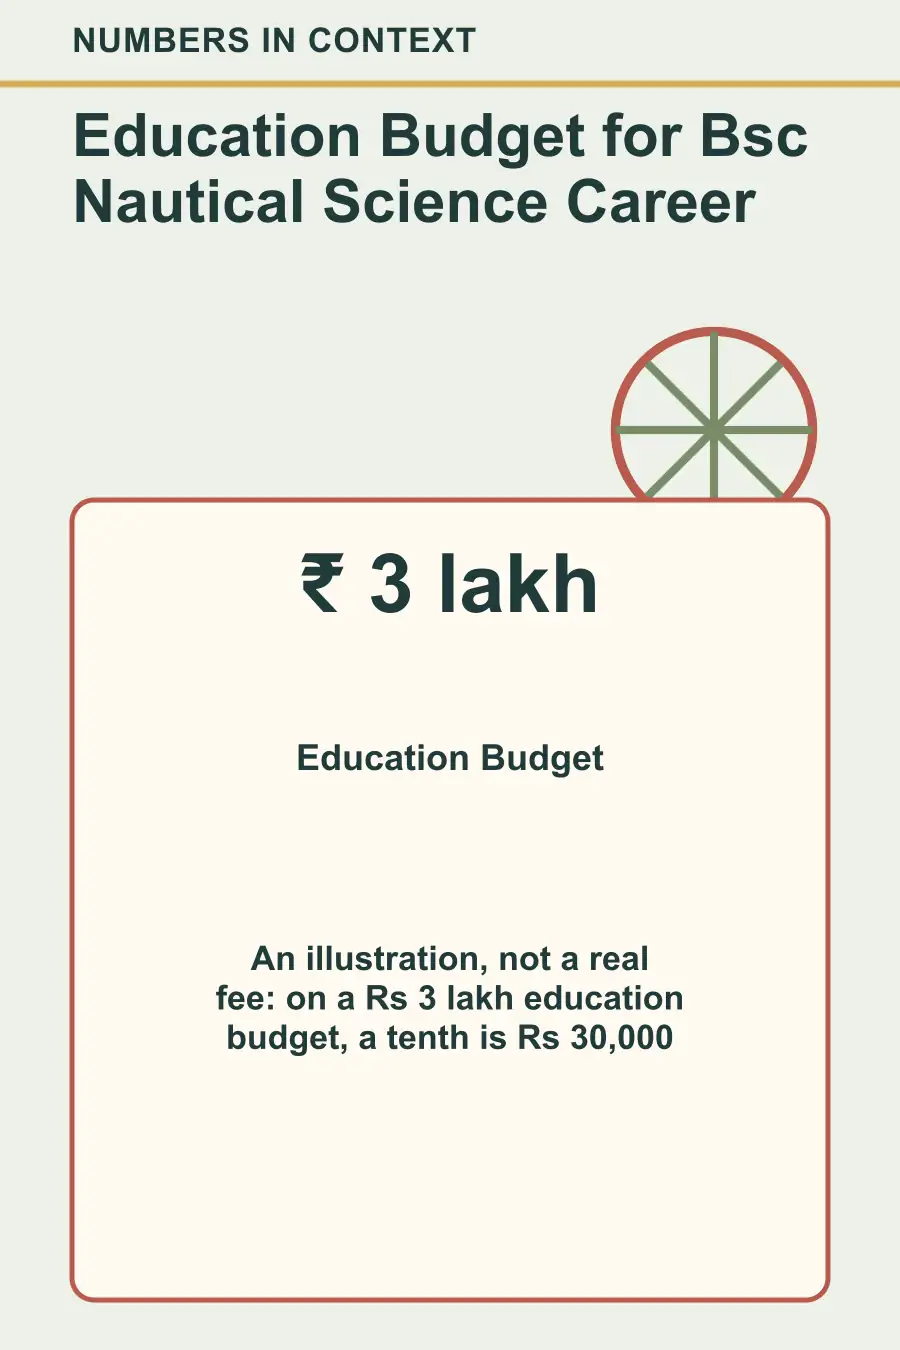 NUMBERS IN CONTEXT
Education Budget for Bsc
Nautical Science Career
₹ 3 lakh
Education Budget
An illustration, not a real
fee: on a Rs 3 lakh education
budget, a tenth is Rs 30,000